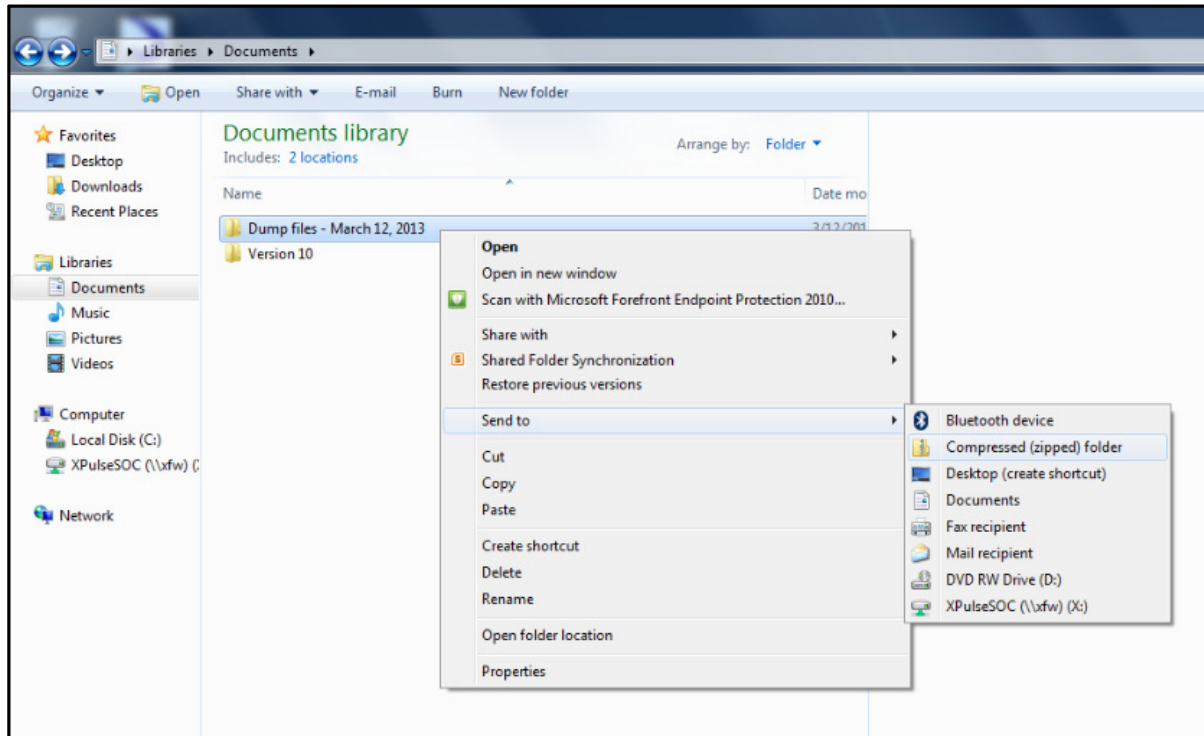 Libraries Documents
Organize Open Share with E-mail Burn New folder
Favorites
Desktop
Downloads
Recent Places
Libraries
Documents
Music
Pictures
Videos
Computer
Local Disk (C:)
XPulseSOC (\\xfw) (
Network
Documents library
Includes: 2 locations
Arrange by: Folder
Name Date mo
Dump files - March 12, 2013 3/12/201
Version 10
Open
Open in new window
Scan with Microsoft Forefront Endpoint Protection 2010...
Share with
Shared Folder Synchronization
Restore previous versions
Send to
Cut
Copy
Paste
Create shortcut
Delete
Rename
Open folder location
Properties
Bluetooth device
Compressed (zipped) folder
Desktop (create shortcut)
Documents
Fax recipient
Mail recipient
DVD RW Drive (D:)
XPulseSOC (\\xfw) (X:)